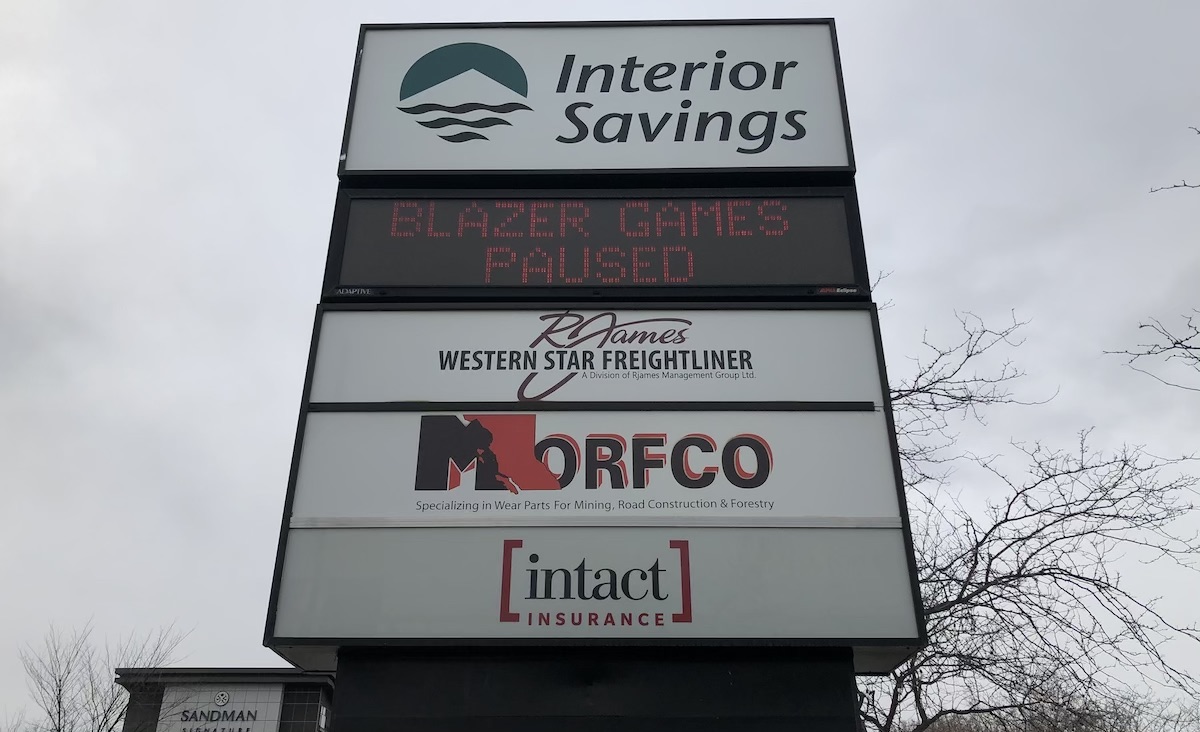 Interior
Savings
BLAZER GAMES
PAUSED
ADAPTIVE
RJames
WESTERN STAR FREIGHTLINER
A Division of Rjames Management Group Ltd.
MORFCO
Specializing in Wear Parts For Mining, Road Construction & Forestry
[intact]
INSURANCE
SANDMAN
SIGNATURE